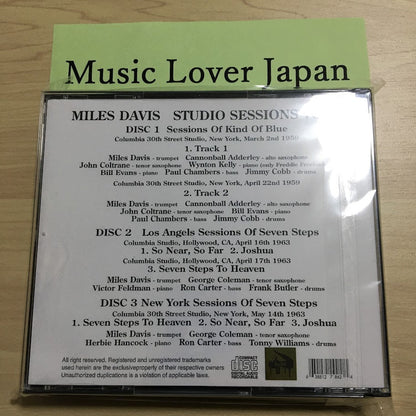 Music Lover Japan
MILES DAVIS STUDIO SESSIONS
DISC 1 Sessions Of Kind Of Blue
Columbia 30th Street Studio, New York, March 2nd 1959
1. Track 1
Miles Davis - trumpet Cannonball Adderley - alto saxophone
John Coltrane - tenor saxophone Wynton Kelly - piano (only Freddie
Bill Evans - piano Paul Chambers - bass Jimmy Cobb - drums
Columbia 30th Street Studio, New York, April 22nd 1959
2. Track 2
Miles Davis - trumpet Cannonball Adderley - alto saxophone
John Coltrane - tenor saxophone Bill Evans - piano
Paul Chambers - bass Jimmy Cobb - drums
DISC 2 Los Angels Sessions Of Seven Steps
Columbia Studio, Hollywood, CA, April 16th 1963
1. So Near, So Far 2. Joshua
Columbia Studio, Hollywood, CA, April 17th 1963
3. Seven Steps To Heaven
Miles Davis - trumpet George Coleman - tenor saxophone
Victor Feldman - piano Ron Carter - bass Frank Butler - drums
DISC 3 New York Sessions Of Seven Steps
Columbia 30th Street Studio, New York, May 14th 1963
1. Seven Steps To Heaven 2. So Near, So Far 3. Joshua
Miles Davis - trumpet George Coleman - tenor saxophone
Herbie Hancock - piano Ron Carter - bass Tonny Williams - drums
All right reserved, Registered and unregistered trademarks
used herein are the exclusiveproperty of their respective owners
Unauthorized duplications is a violation of applicable laws.
COMPACT
disc
DIGITAL AUDIO